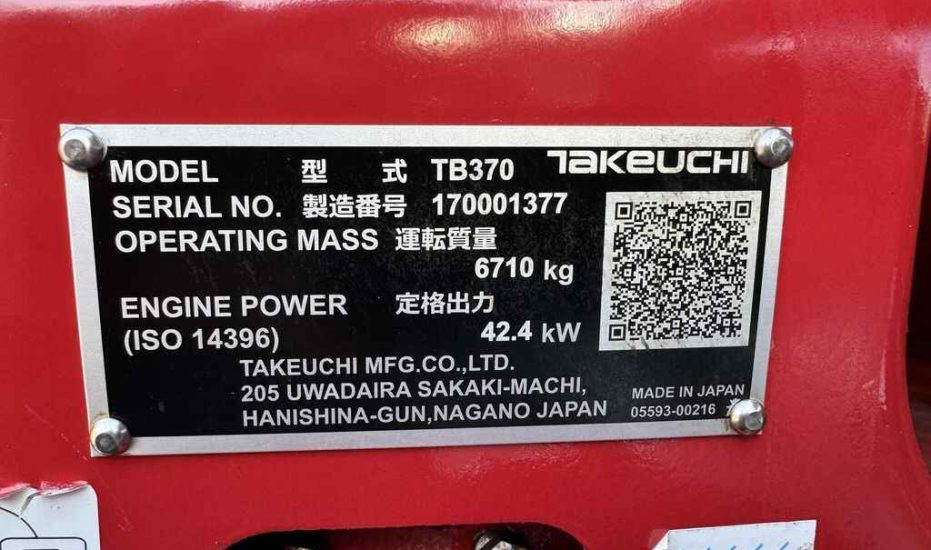 MODEL 型 式 TB370 TAKEUCHI
SERIAL NO. 製造番号 170001377
OPERATING MASS 運転質量
6710 kg
ENGINE POWER 定格出力
(ISO 14396) 42.4 kW
TAKEUCHI MFG.CO.,LTD.
205 UWADAIRA SAKAKI-MACHI,
HANISHINA-GUN,NAGANO JAPAN
MADE IN JAPAN
05593-00216